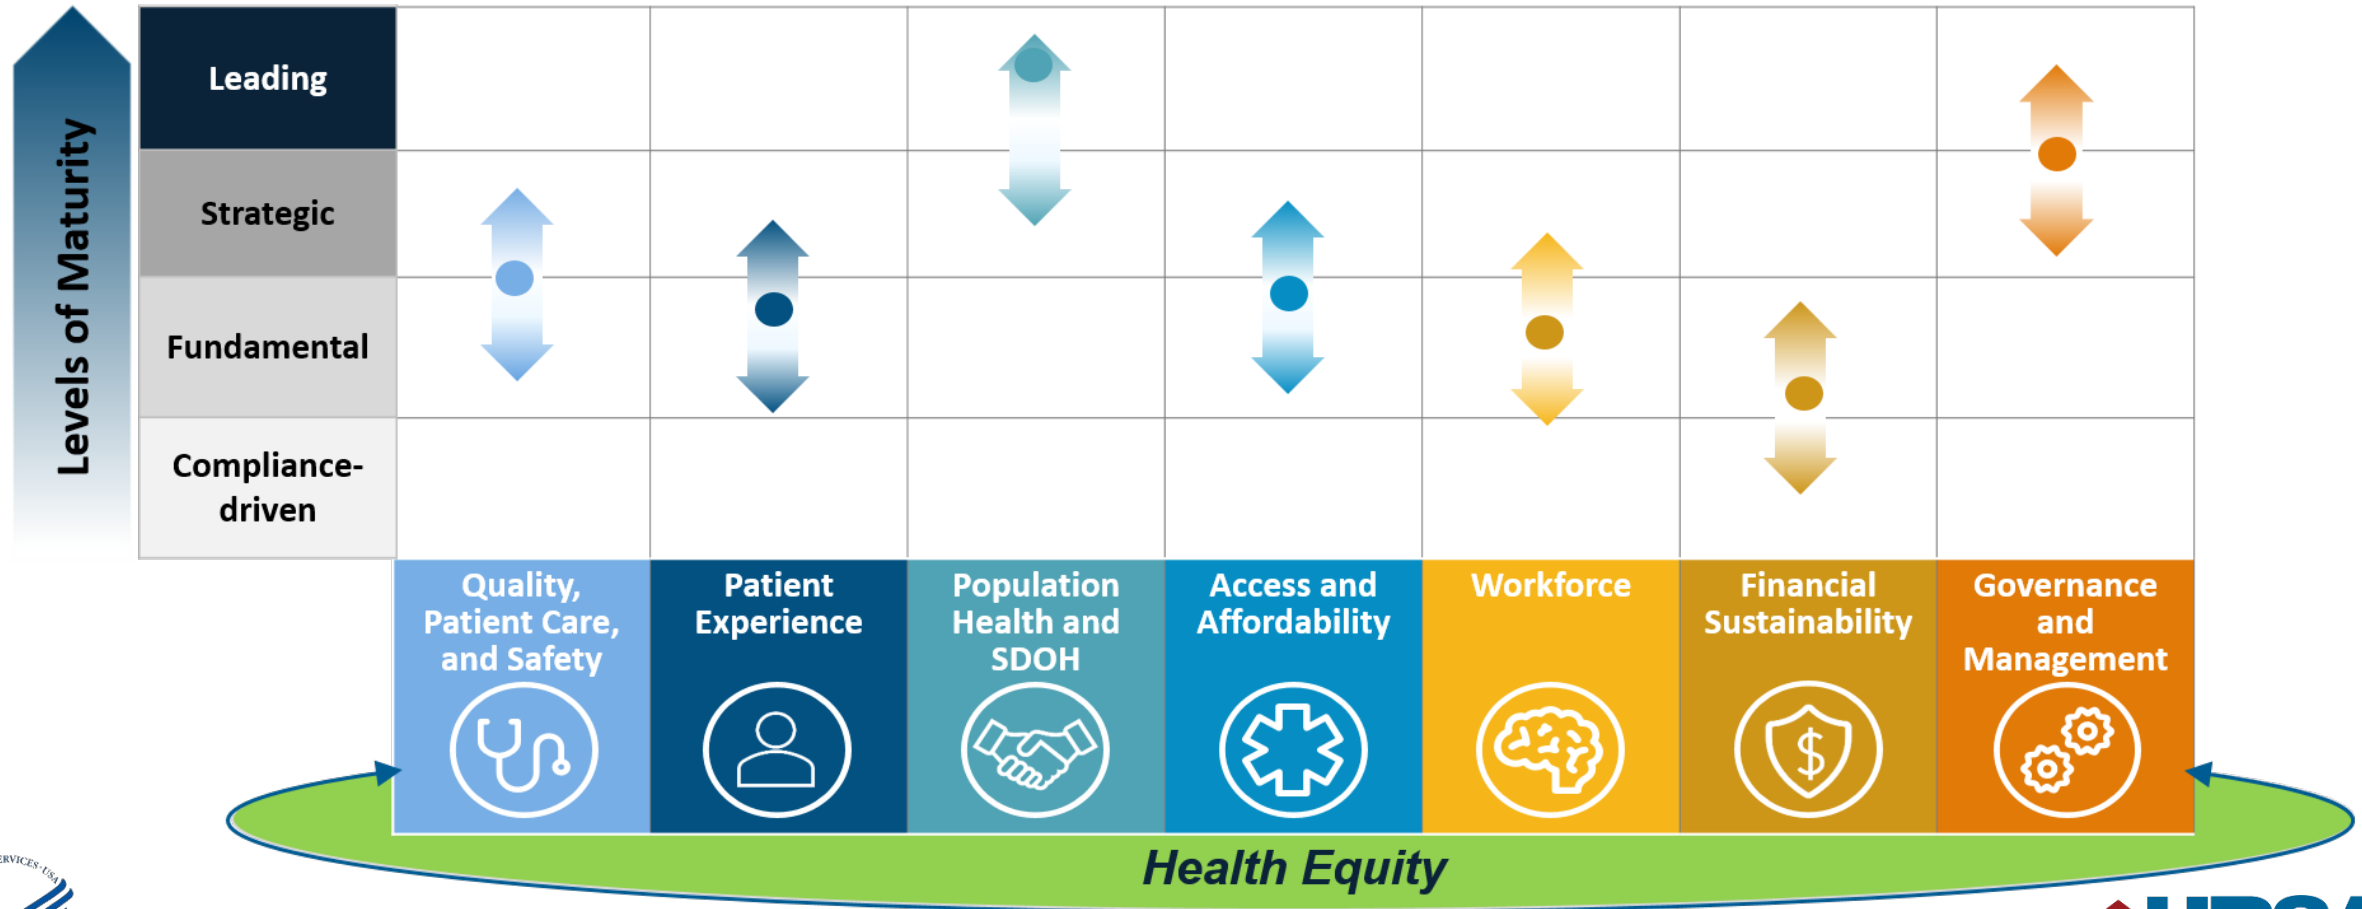 Levels of Maturity
Leading
Strategic
Fundamental
Compliance-
driven
Quality,
Patient Care,
and Safety
Patient
Experience
Population
Health and
SDOH
Access and
Affordability
Workforce
Financial
Sustainability
$
Governance
and
Management
Health Equity
USA